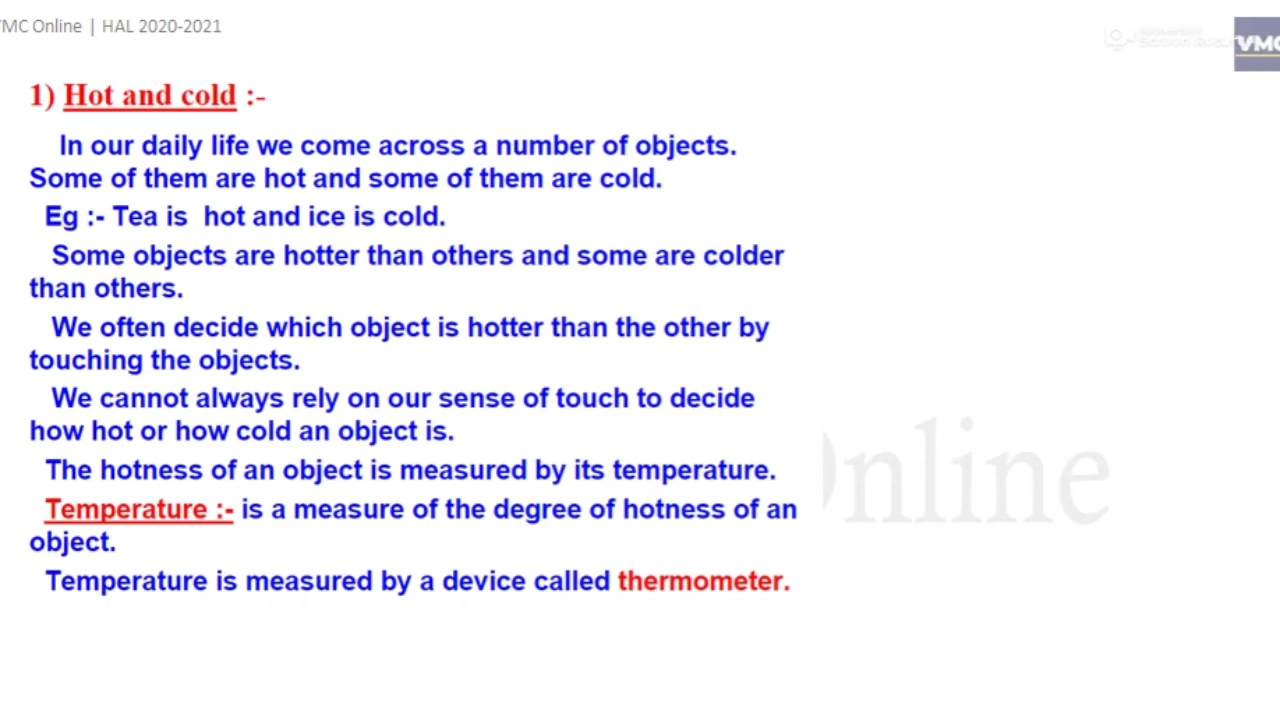 VMC Online | HAL 2020-2021
VMC
1) Hot and cold :-
In our daily life we come across a number of objects.
Some of them are hot and some of them are cold.
Eg :- Tea is hot and ice is cold.
Some objects are hotter than others and some are colder
than others.
We often decide which object is hotter than the other by
touching the objects.
We cannot always rely on our sense of touch to decide
how hot or how cold an object is.
The hotness of an object is measured by its temperature.
Temperature :- is a measure of the degree of hotness of an
object.
Temperature is measured by a device called thermometer.
Online